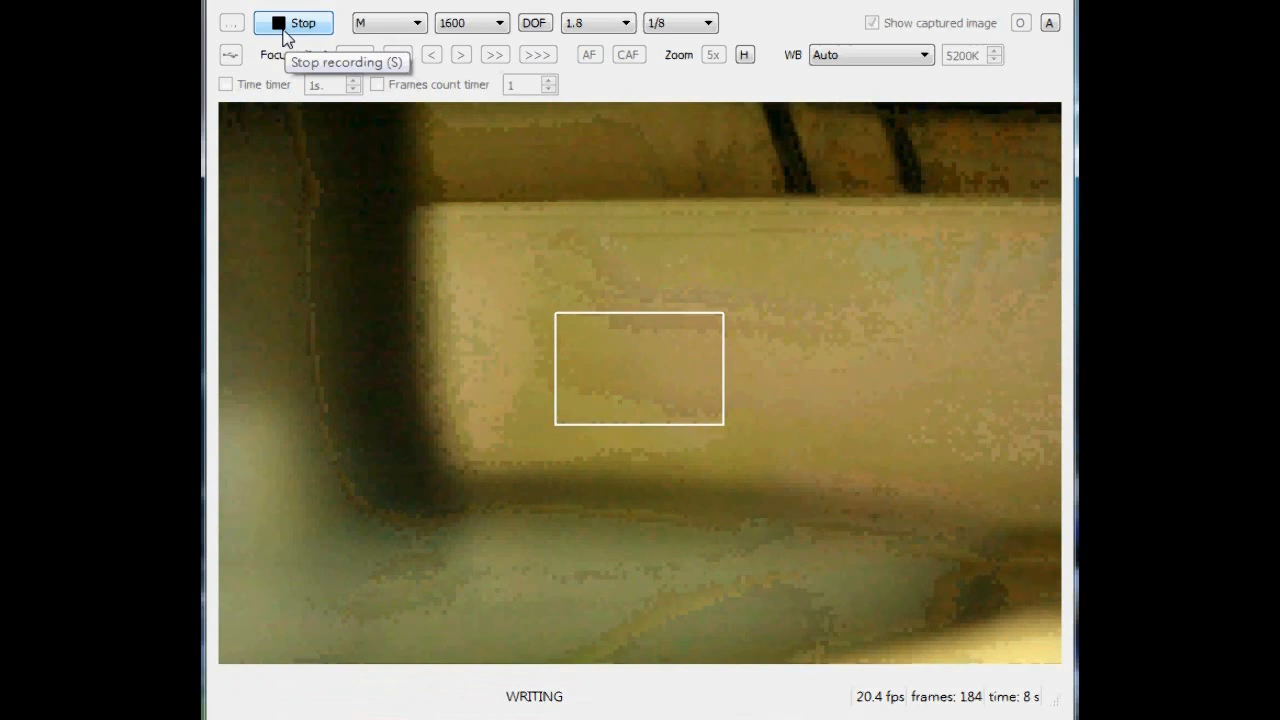 ... Stop M 1600 DOF 1.8 1/8 Show captured image O A
< > >> >>> AF CAF Zoom 5x H WB Auto 5200K
Stop recording (S)
Time timer 1s. Frames count timer 1
WRITING 20.4 fps frames: 184 time: 8 s